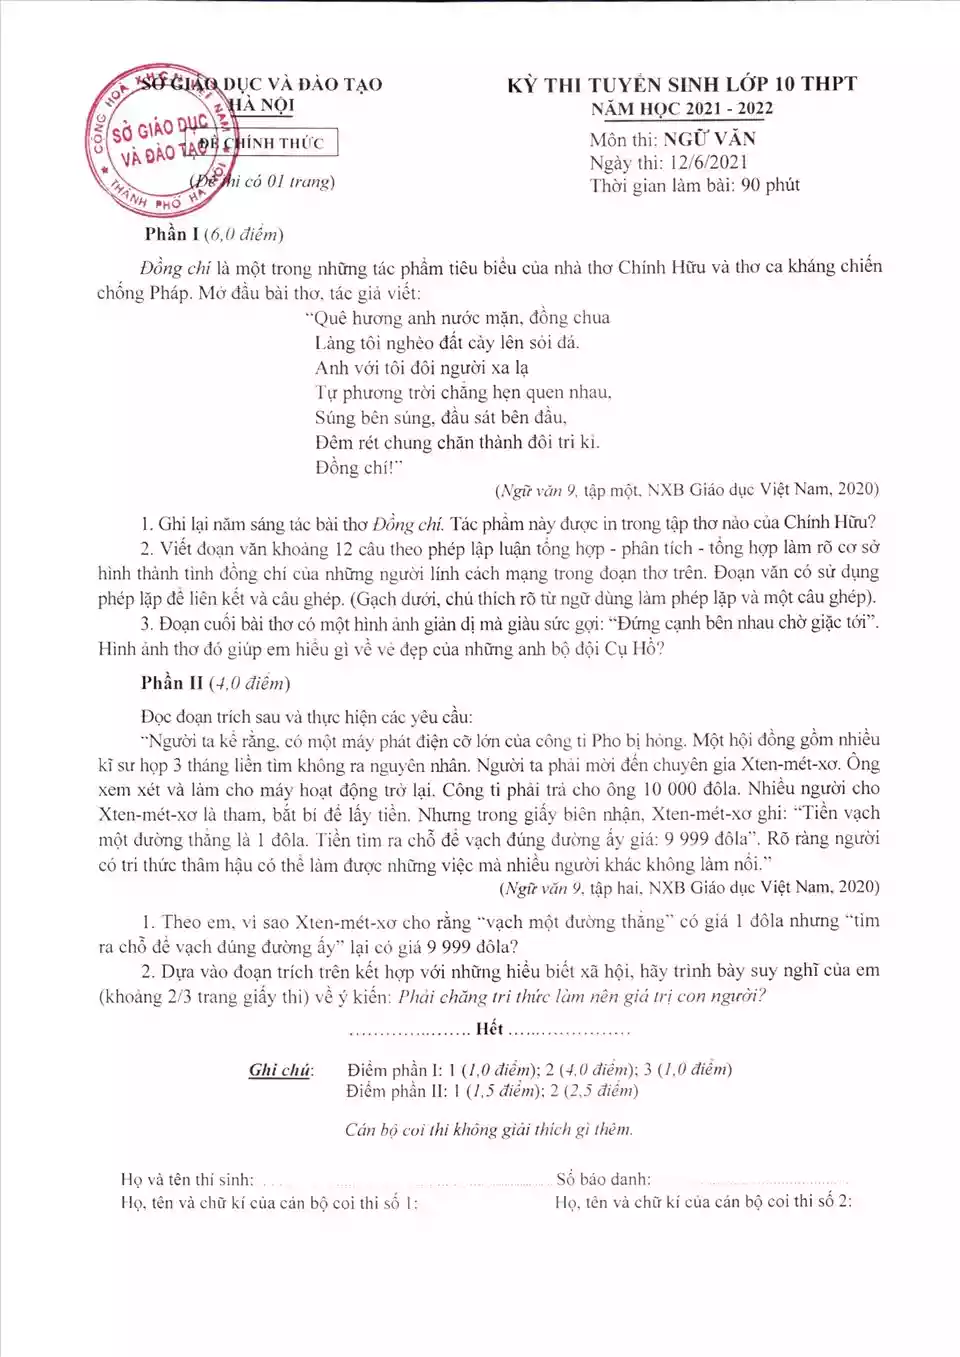 SỞ GIÁO DỤC VÀ ĐÀO TẠO
HÀ NỘI
ĐỀ CHÍNH THỨC
(Đề thi có 01 trang)
CỘNG HOÀ XHCN VIỆT NAM
SỞ GIÁO DỤC
VÀ ĐÀO TẠO
THÀNH PHỐ HÀ NỘI
KỲ THI TUYỂN SINH LỚP 10 THPT
NĂM HỌC 2021 - 2022
Môn thi: NGỮ VĂN
Ngày thi: 12/6/2021
Thời gian làm bài: 90 phút
Phần I (6,0 điểm)
Đồng chí là một trong những tác phẩm tiêu biểu của nhà thơ Chính Hữu và thơ ca kháng chiến
chống Pháp. Mở đầu bài thơ, tác giả viết:
“Quê hương anh nước mặn, đồng chua
Làng tôi nghèo đất cày lên sỏi đá.
Anh với tôi đôi người xa lạ
Tự phương trời chẳng hẹn quen nhau,
Súng bên súng, đầu sát bên đầu,
Đêm rét chung chăn thành đôi tri kỉ.
Đồng chí!”
(Ngữ văn 9, tập một, NXB Giáo dục Việt Nam, 2020)
1. Ghi lại năm sáng tác bài thơ Đồng chí. Tác phẩm này được in trong tập thơ nào của Chính Hữu?
2. Viết đoạn văn khoảng 12 câu theo phép lập luận tổng hợp - phân tích - tổng hợp làm rõ cơ sở
hình thành tình đồng chí của những người lính cách mạng trong đoạn thơ trên. Đoạn văn có sử dụng
phép lặp để liên kết và câu ghép. (Gạch dưới, chú thích rõ từ ngữ dùng làm phép lặp và một câu ghép).
3. Đoạn cuối bài thơ có một hình ảnh giản dị mà giàu sức gợi: “Đứng cạnh bên nhau chờ giặc tới”.
Hình ảnh thơ đó giúp em hiểu gì về vẻ đẹp của những anh bộ đội Cụ Hồ?
Phần II (4,0 điểm)
Đọc đoạn trích sau và thực hiện các yêu cầu:
“Người ta kể rằng, có một máy phát điện cỡ lớn của công ti Pho bị hỏng. Một hội đồng gồm nhiều
kĩ sư họp 3 tháng liền tìm không ra nguyên nhân. Người ta phải mời đến chuyên gia Xten-mét-xơ. Ông
xem xét và làm cho máy hoạt động trở lại. Công ti phải trả cho ông 10 000 đôla. Nhiều người cho
Xten-mét-xơ là tham, bắt bí để lấy tiền. Nhưng trong giấy biên nhận, Xten-mét-xơ ghi: “Tiền vạch
một đường thẳng là 1 đôla. Tiền tìm ra chỗ để vạch đúng đường ấy giá: 9 999 đôla”. Rõ ràng người
có tri thức thâm hậu có thể làm được những việc mà nhiều người khác không làm nổi.”
(Ngữ văn 9, tập hai, NXB Giáo dục Việt Nam, 2020)
1. Theo em, vì sao Xten-mét-xơ cho rằng “vạch một đường thẳng” có giá 1 đôla nhưng “tìm
ra chỗ để vạch đúng đường ấy” lại có giá 9 999 đôla?
2. Dựa vào đoạn trích trên kết hợp với những hiểu biết xã hội, hãy trình bày suy nghĩ của em
(khoảng 2/3 trang giấy thi) về ý kiến: Phải chăng tri thức làm nên giá trị con người?
.................... Hết ....................
Ghi chú: Điểm phần I: 1 (1,0 điểm); 2 (4,0 điểm); 3 (1,0 điểm)
Điểm phần II: 1 (1,5 điểm); 2 (2,5 điểm)
Cán bộ coi thi không giải thích gì thêm.
Họ và tên thí sinh: .................... Số báo danh: ....................
Họ, tên và chữ kí của cán bộ coi thi số 1: Họ, tên và chữ kí của cán bộ coi thi số 2: